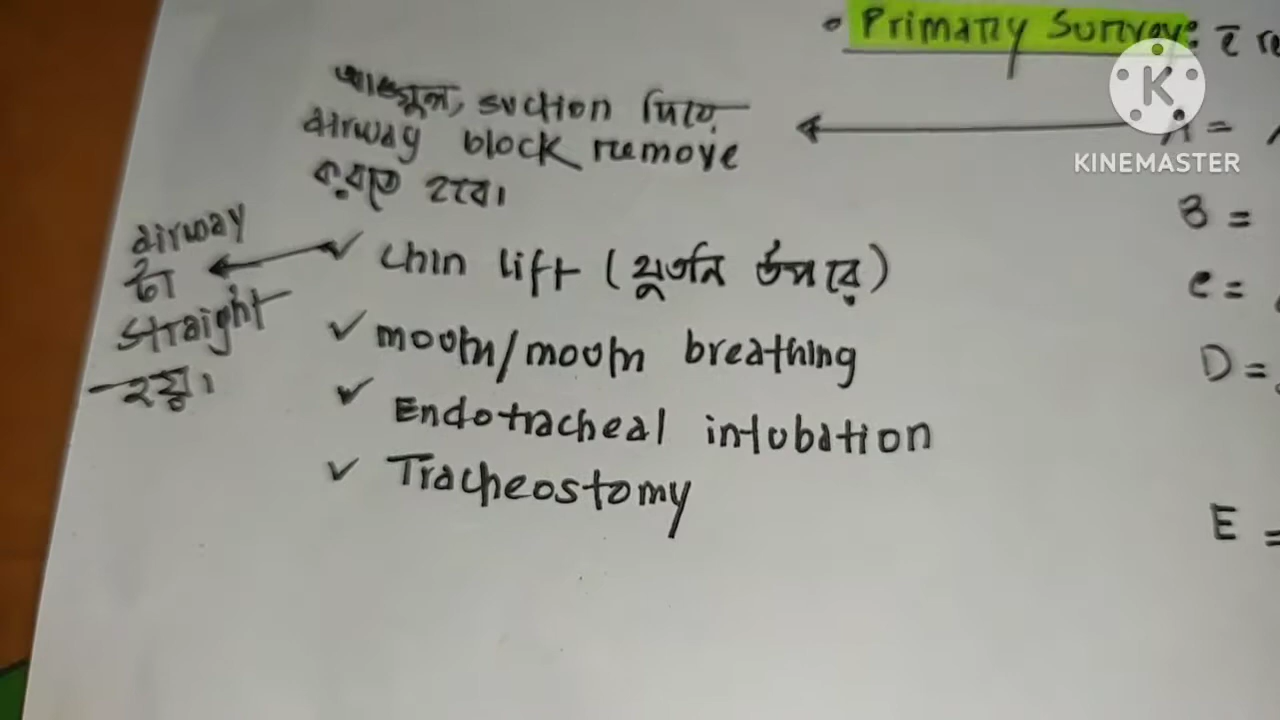 • Primary Survey: ē re
আঙ্গুল, suction দিয়ে
airway block remove
করতে হবে।
A =
B =
C =
D =
E =
airway
টা
straight
হয়।
✓ chin lift (থুতনি উপরে)
✓ mouth/mouth breathing
✓ Endotracheal intubation
✓ Tracheostomy
K
KINEMASTER